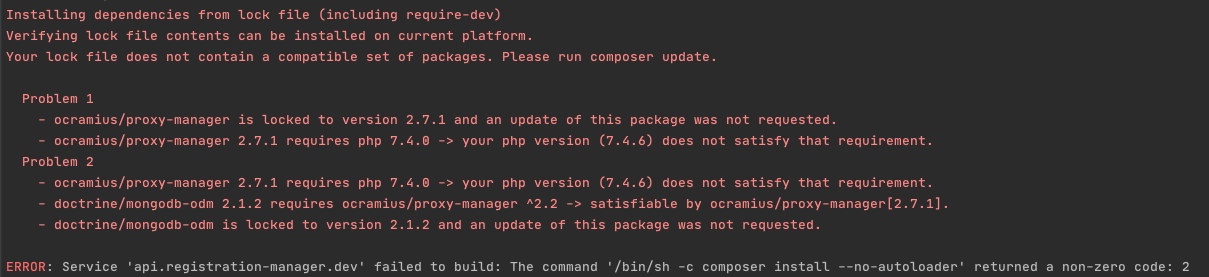 Installing dependencies from lock file (including require-dev)
Verifying lock file contents can be installed on current platform.
Your lock file does not contain a compatible set of packages. Please run composer update.
Problem 1
- ocramius/proxy-manager is locked to version 2.7.1 and an update of this package was not requested.
- ocramius/proxy-manager 2.7.1 requires php 7.4.0 -> your php version (7.4.6) does not satisfy that requirement.
Problem 2
- ocramius/proxy-manager 2.7.1 requires php 7.4.0 -> your php version (7.4.6) does not satisfy that requirement.
- doctrine/mongodb-odm 2.1.2 requires ocramius/proxy-manager ^2.2 -> satisfiable by ocramius/proxy-manager[2.7.1].
- doctrine/mongodb-odm is locked to version 2.1.2 and an update of this package was not requested.
ERROR: Service 'api.registration-manager.dev' failed to build: The command '/bin/sh -c composer install --no-autoloader' returned a non-zero code: 2